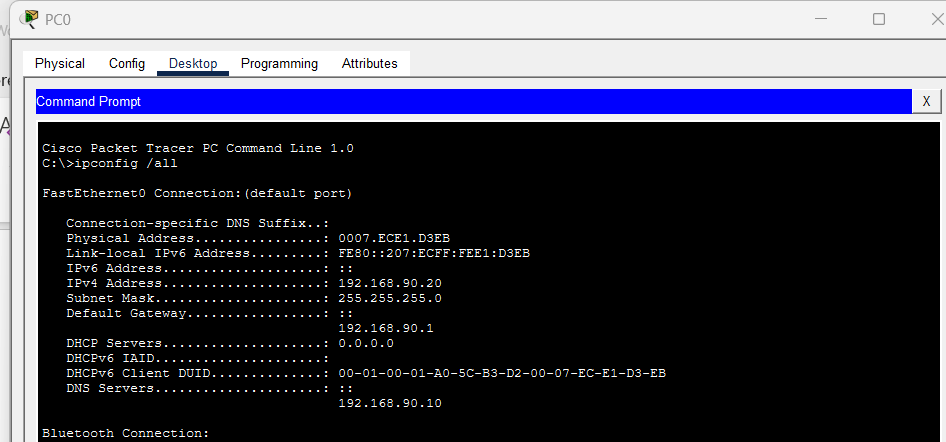 PC0
Physical Config Desktop Programming Attributes
Command Prompt X
Cisco Packet Tracer PC Command Line 1.0
C:\>ipconfig /all
FastEthernet0 Connection:(default port)
Connection-specific DNS Suffix..:
Physical Address................: 0007.ECE1.D3EB
Link-local IPv6 Address.........: FE80::207:ECFF:FEE1:D3EB
IPv6 Address....................: ::
IPv4 Address....................: 192.168.90.20
Subnet Mask.....................: 255.255.255.0
Default Gateway.................: ::
192.168.90.1
DHCP Servers....................: 0.0.0.0
DHCPv6 IAID.....................:
DHCPv6 Client DUID..............: 00-01-00-01-A0-5C-B3-D2-00-07-EC-E1-D3-EB
DNS Servers.....................: ::
192.168.90.10
Bluetooth Connection: